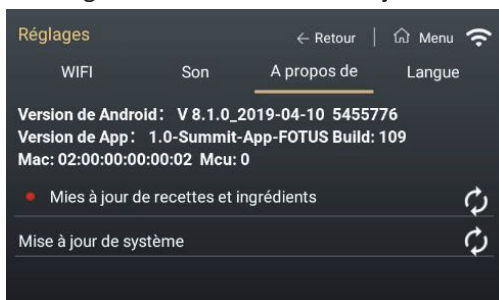 Réglages
← Retour | Menu
WIFI Son A propos de Langue
Version de Android: V 8.1.0_2019-04-10 5455776
Version de App: 1.0-Summit-App-FOTUS Build: 109
Mac: 02:00:00:00:00:02 Mcu: 0
• Mies à jour de recettes et ingrédients
Mise à jour de système